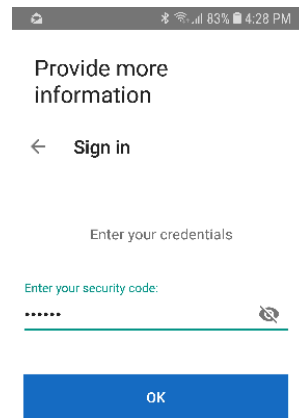 83% 4:28 PM
Provide more
information
Sign in
Enter your credentials
Enter your security code:
••••••
OK